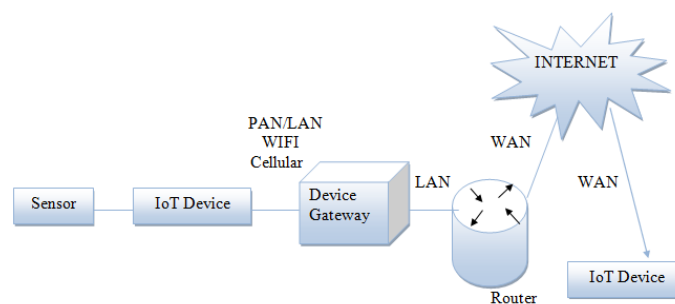 INTERNET
PAN/LAN
WIFI
Cellular
WAN
LAN
WAN
Sensor
IoT Device
Device
Gateway
IoT Device
Router